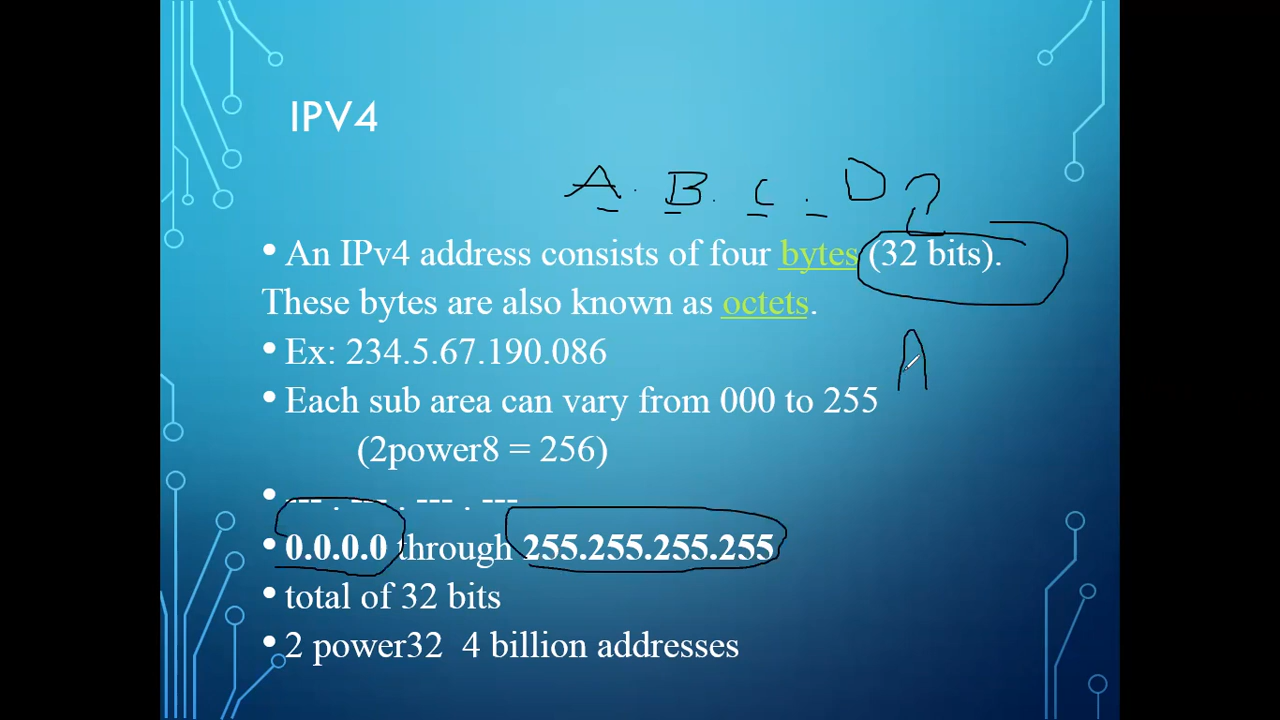 IPV4
A. B. C. D ?
• An IPv4 address consists of four bytes (32 bits).
These bytes are also known as octets.
• Ex: 234.5.67.190.086
A
• Each sub area can vary from 000 to 255
(2power8 = 256)
• --- . --- . --- . ---
• 0.0.0.0 through 255.255.255.255
• total of 32 bits
• 2 power32 4 billion addresses